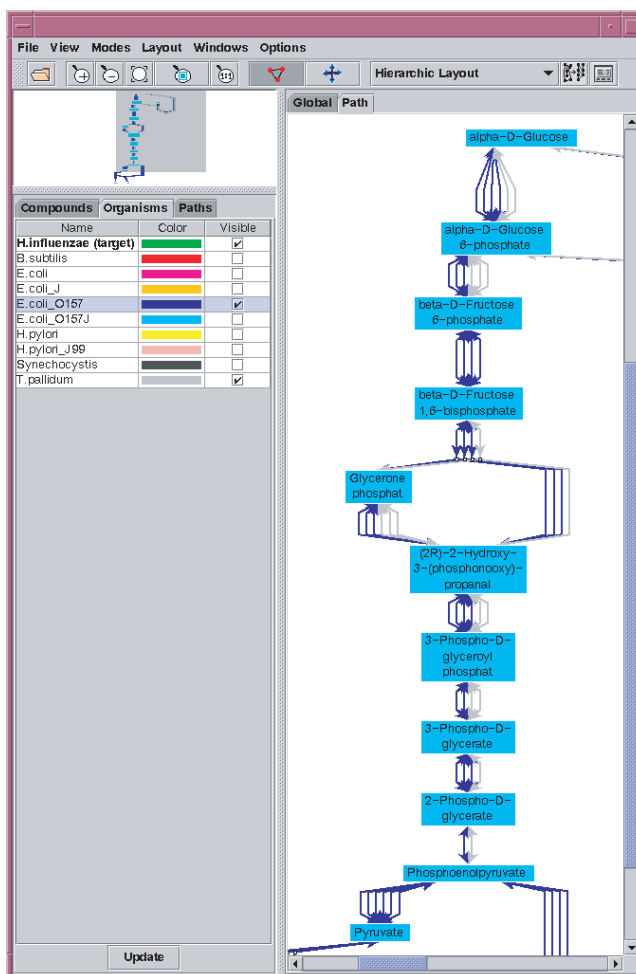 File View Modes Layout Windows Options
1:1
Hierarchic Layout
Global Path
Compounds Organisms Paths
Name Color Visible
H.influenzae (target)
B.subtilis
E.coli
E.coli_J
E.coli_O157
E.coli_O157J
H.pylori
H.pylori_J99
Synechocystis
T.pallidum
Update
alpha-D-Glucose
alpha-D-Glucose
6-phosphate
beta-D-Fructose
6-phosphate
beta-D-Fructose
1,6-bisphosphate
Glycerone
phosphat
(2R)-2-Hydroxy-
3-(phosphonooxy)-
propanal
3-Phospho-D-
glyceroyl
phosphat
3-Phospho-D-
glycerate
2-Phospho-D-
glycerate
Phosphoenolpyruvate
Pyruvate